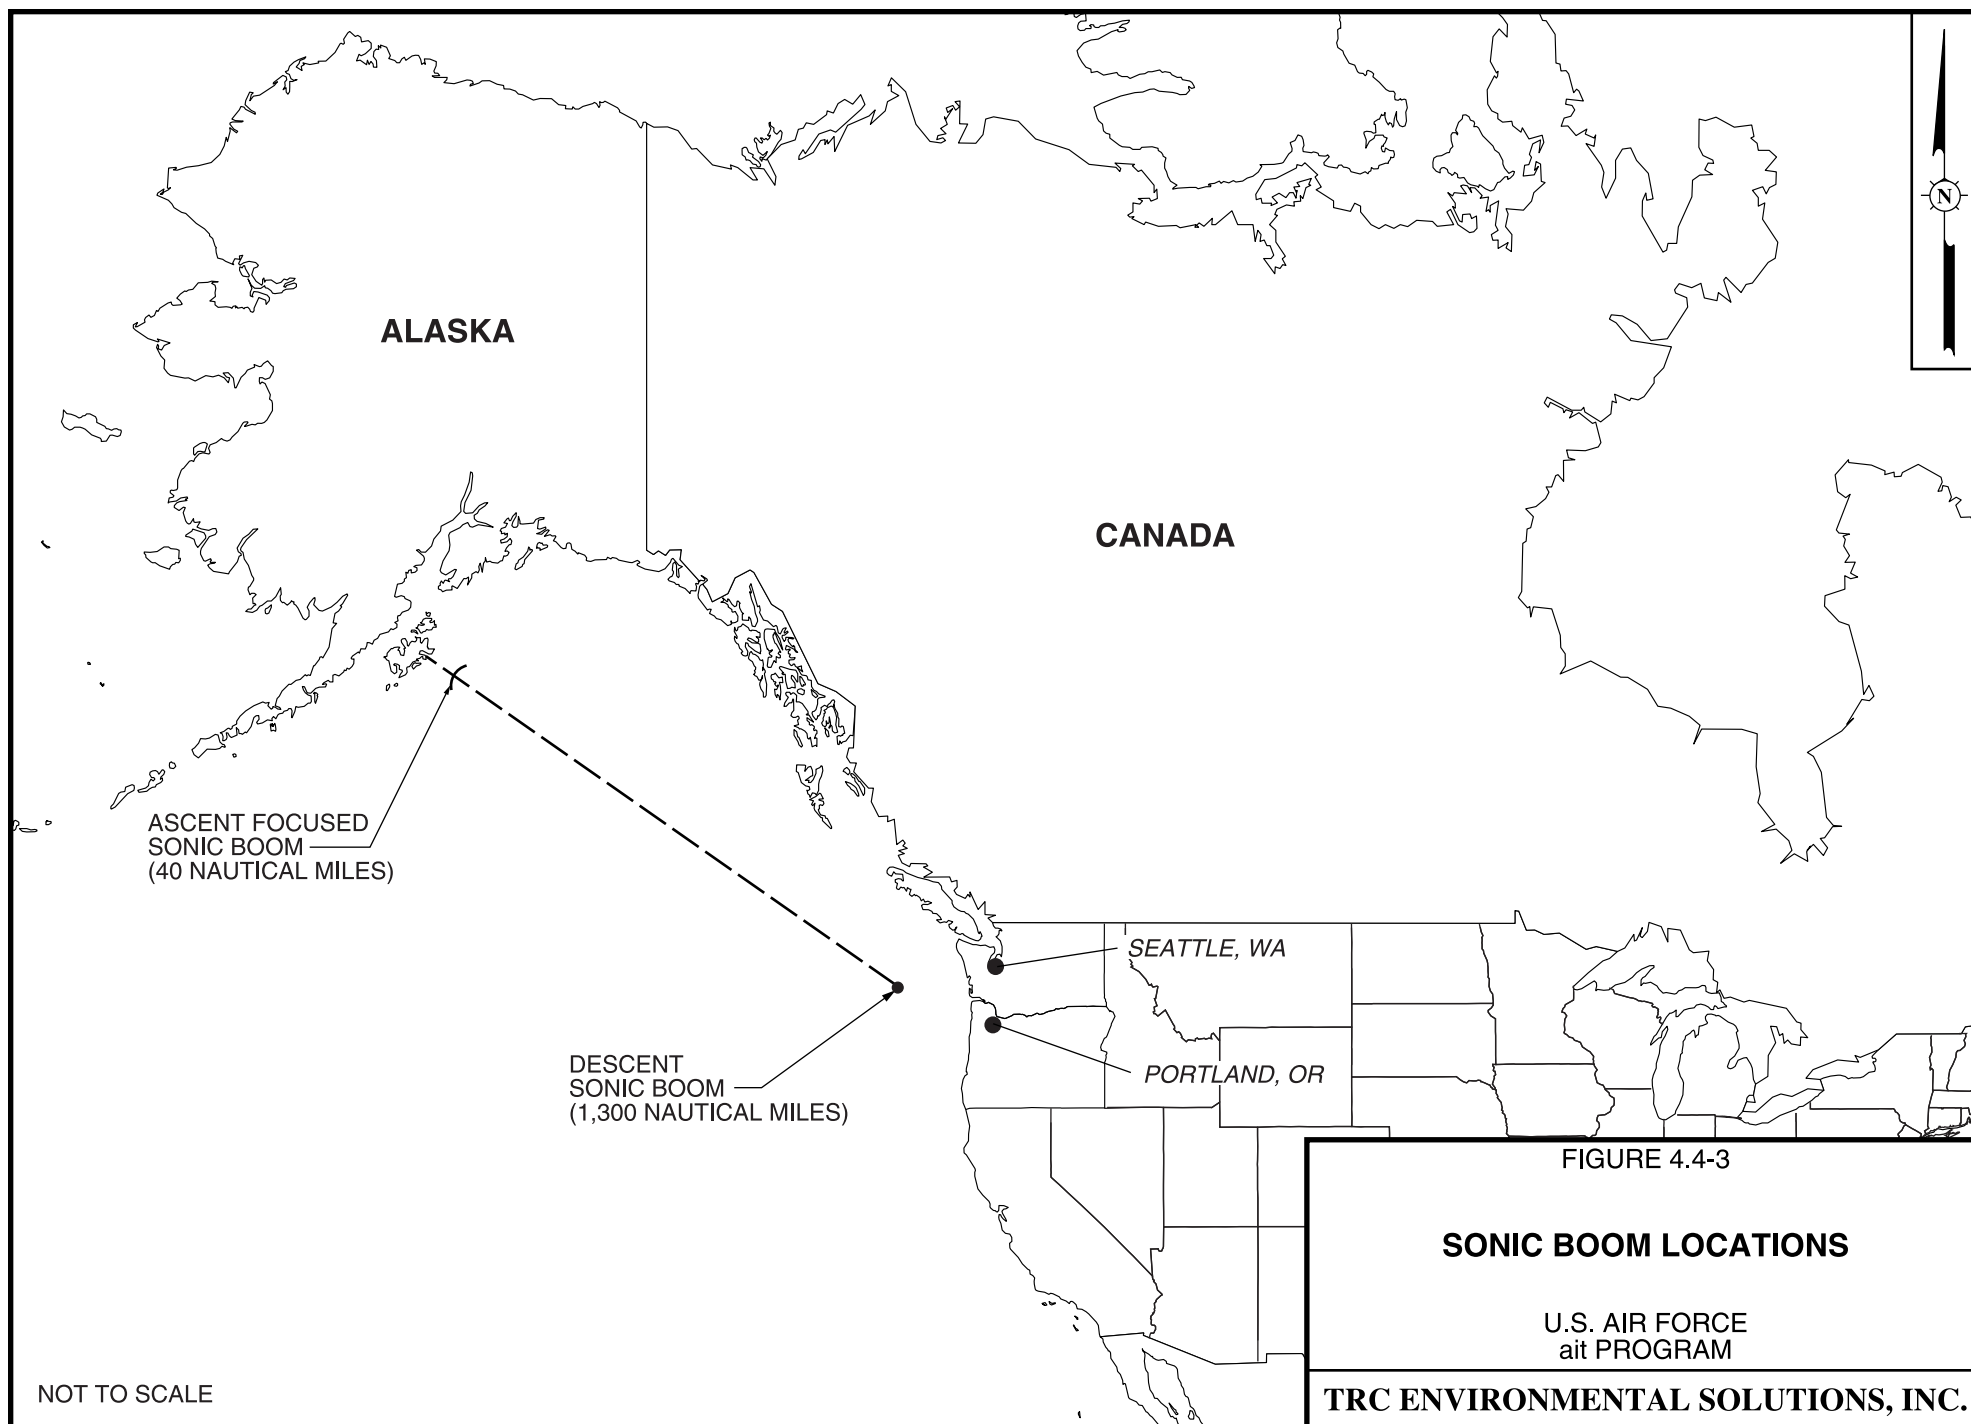 N
ALASKA
CANADA
ASCENT FOCUSED
SONIC BOOM
(40 NAUTICAL MILES)
SEATTLE, WA
DESCENT
SONIC BOOM
(1,300 NAUTICAL MILES)
PORTLAND, OR
FIGURE 4.4-3
SONIC BOOM LOCATIONS
U.S. AIR FORCE
ait PROGRAM
NOT TO SCALE
TRC ENVIRONMENTAL SOLUTIONS, INC.